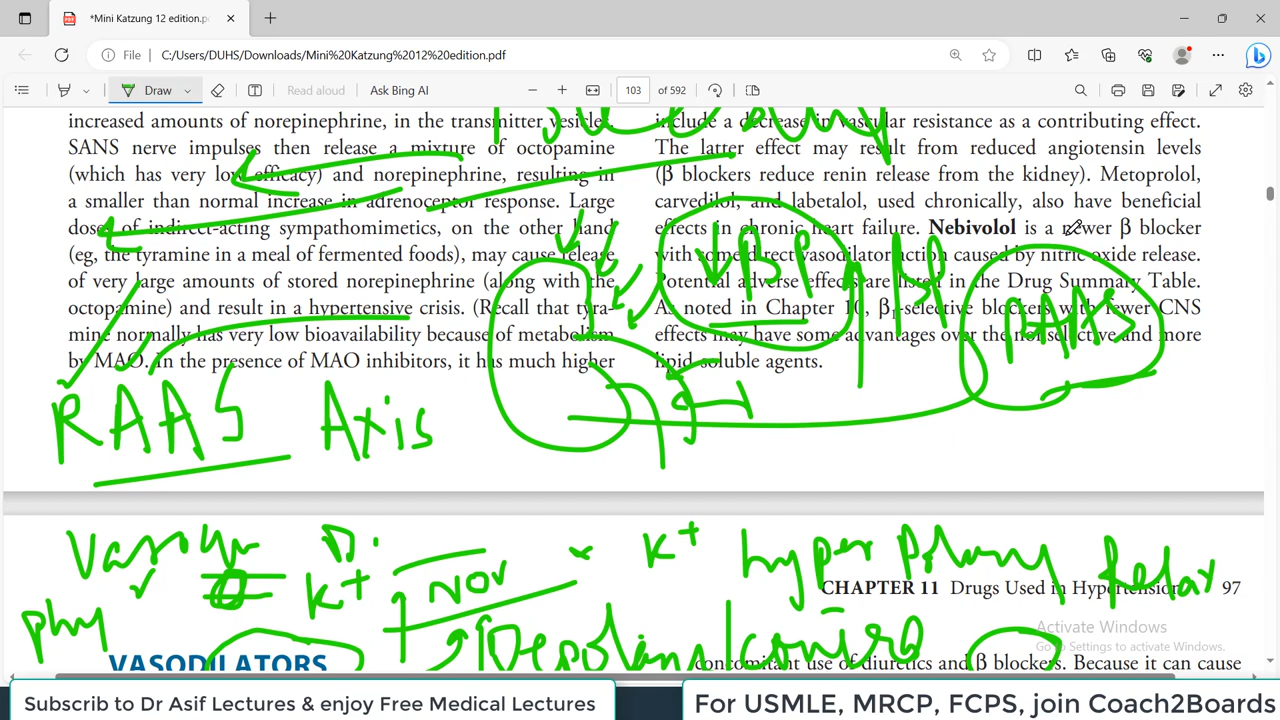 *Mini Katzung 12 edition.p
File C:/Users/DUHS/Downloads/Mini%20Katzung%2012%20edition.pdf
Draw Read aloud Ask Bing AI 103 of 592
increased amounts of norepinephrine, in the transmitter vesicles.
SANS nerve impulses then release a mixture of octopamine
(which has very low efficacy) and norepinephrine, resulting in
a smaller than normal increase in adrenoceptor response. Large
doses of indirect-acting sympathomimetics, on the other hand
(eg, the tyramine in a meal of fermented foods), may cause release
of very large amounts of stored norepinephrine (along with the
octopamine) and result in a hypertensive crisis. (Recall that tyra-
mine normally has very low bioavailability because of metabolism
by MAO. In the presence of MAO inhibitors, it has much higher
include a decrease in vascular resistance as a contributing effect.
The latter effect may result from reduced angiotensin levels
(β blockers reduce renin release from the kidney). Metoprolol,
carvedilol, and labetalol, used chronically, also have beneficial
effects in chronic heart failure. Nebivolol is a newer β blocker
with some direct vasodilator action caused by nitric oxide release.
Potential adverse effects are listed in the Drug Summary Table.
As noted in Chapter 10, β1-selective blockers with fewer CNS
effects may have some advantages over the nonselective and more
lipid-soluble agents.
↓BP
RAAS
RAAS Axis
K+
K+
CHAPTER 11 Drugs Used in Hypertension 97
VASODILATORS
concomitant use of diuretics and β blockers. Because it can cause
Activate Windows
Go to Settings to activate Windows.
Subscrib to Dr Asif Lectures & enjoy Free Medical Lectures
For USMLE, MRCP, FCPS, join Coach2Boards